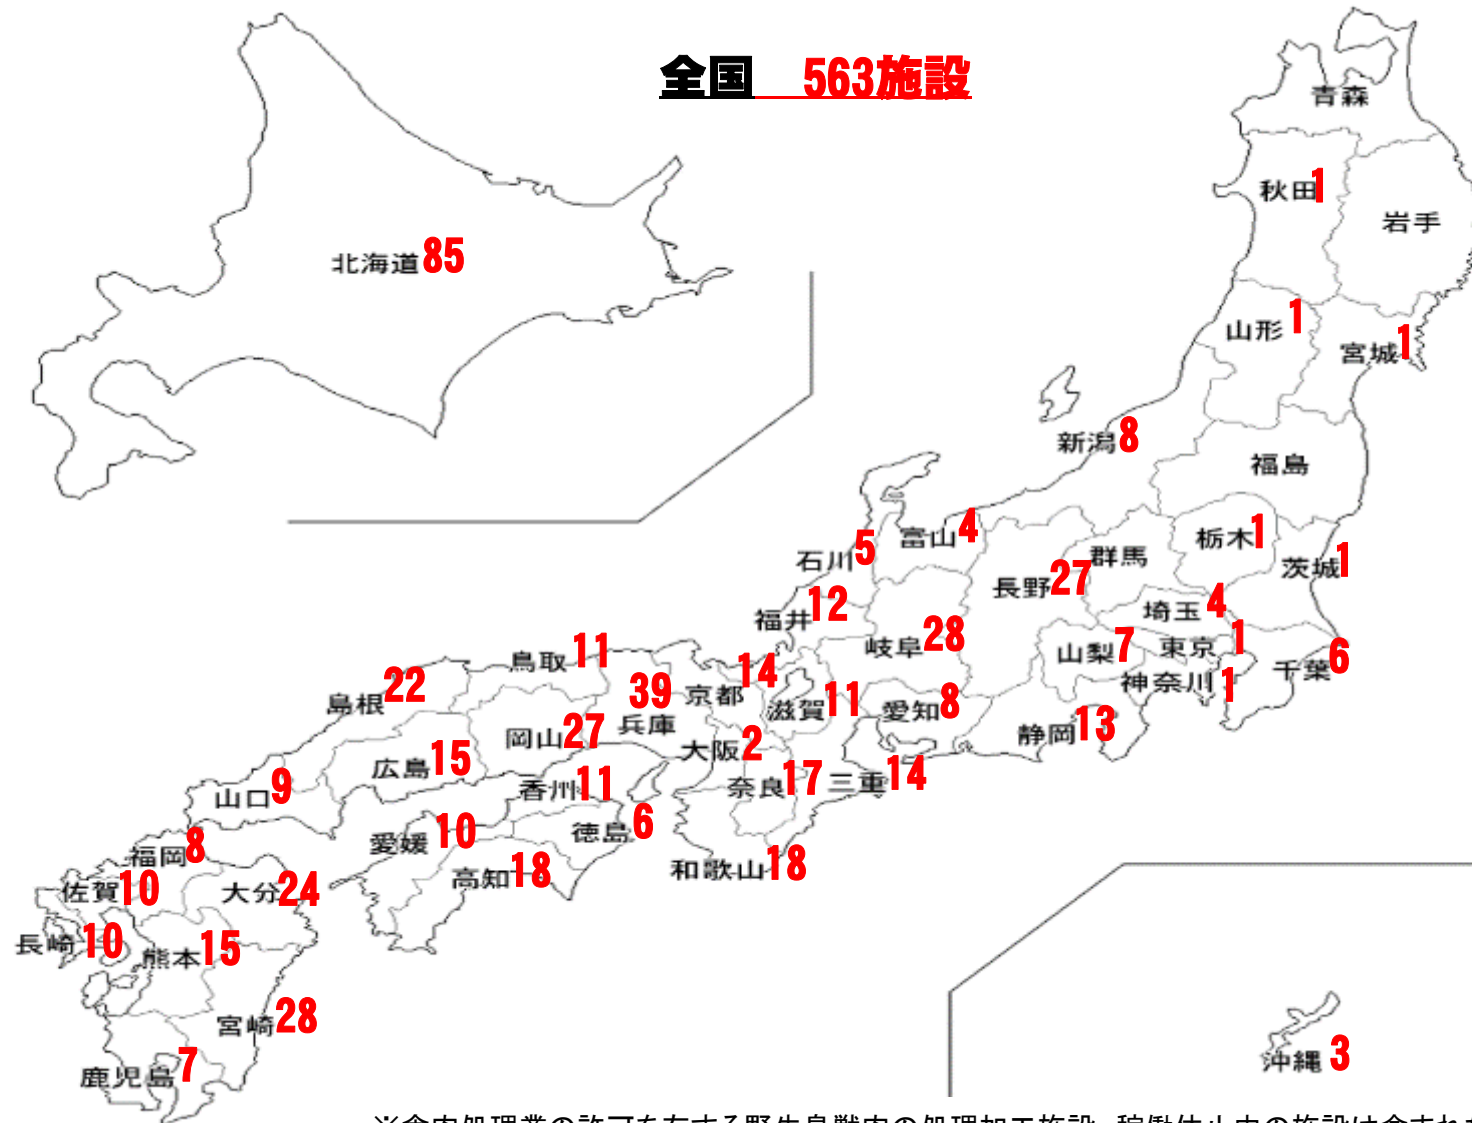 全国 563施設
青森
秋田1
岩手
北海道85
山形1
宮城1
新潟8
福島
富山4
石川5
栃木1
群馬
茨城1
長野27
福井12
埼玉4
岐阜28
山梨7
東京1
千葉6
鳥取11
島根22
兵庫39
京都14
滋賀11
愛知8
神奈川1
静岡13
岡山27
大阪2
広島15
山口9
香川11
奈良17
三重14
徳島6
愛媛10
高知18
和歌山18
福岡8
佐賀10
大分24
長崎10
熊本15
宮崎28
鹿児島7
沖縄3